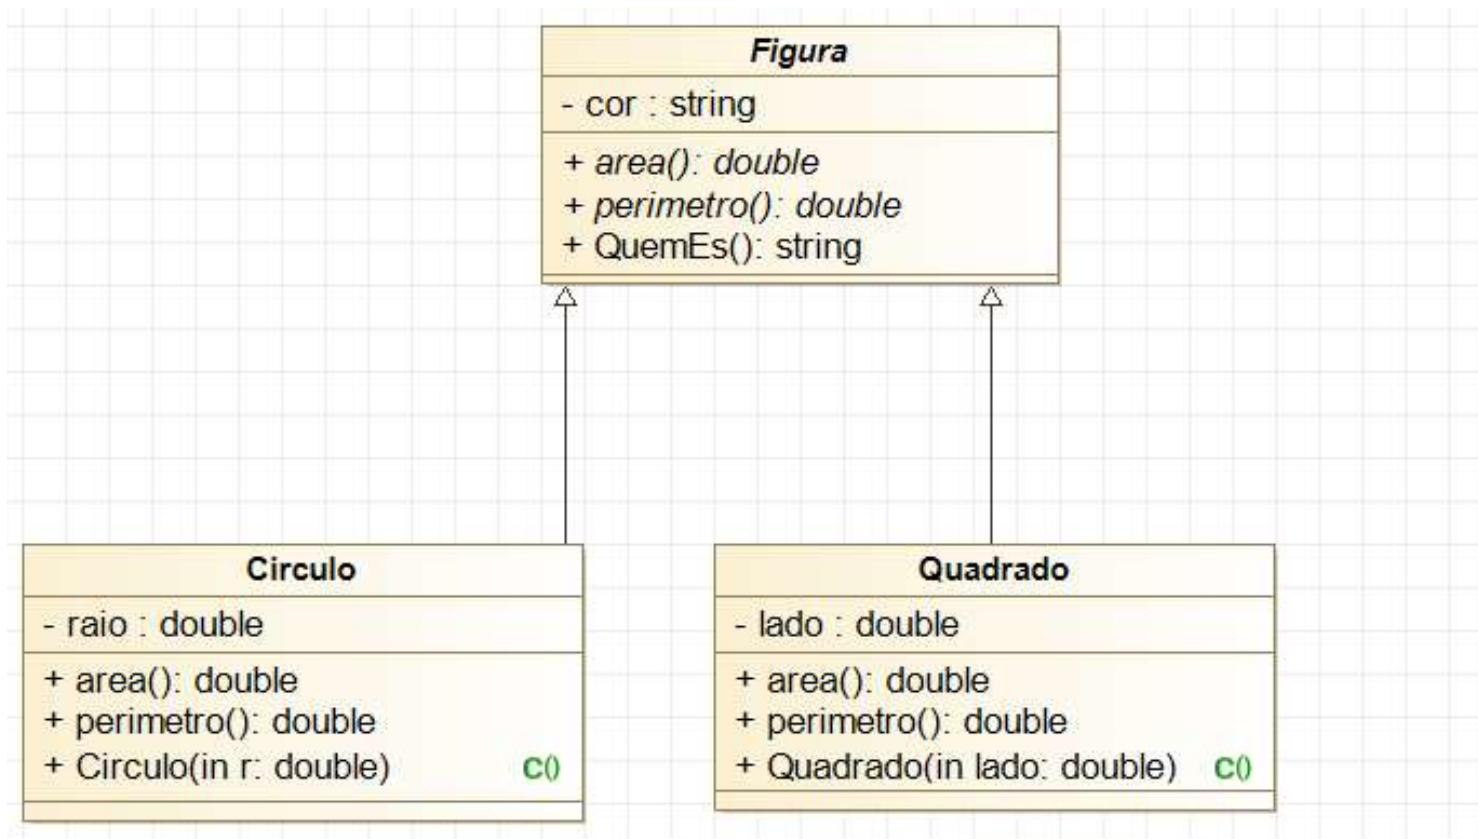 Figura
- cor : string
+ area(): double
+ perimetro(): double
+ QuemEs(): string
Circulo
- raio : double
+ area(): double
+ perimetro(): double
+ Circulo(in r: double) C()
Quadrado
- lado : double
+ area(): double
+ perimetro(): double
+ Quadrado(in lado: double) C()